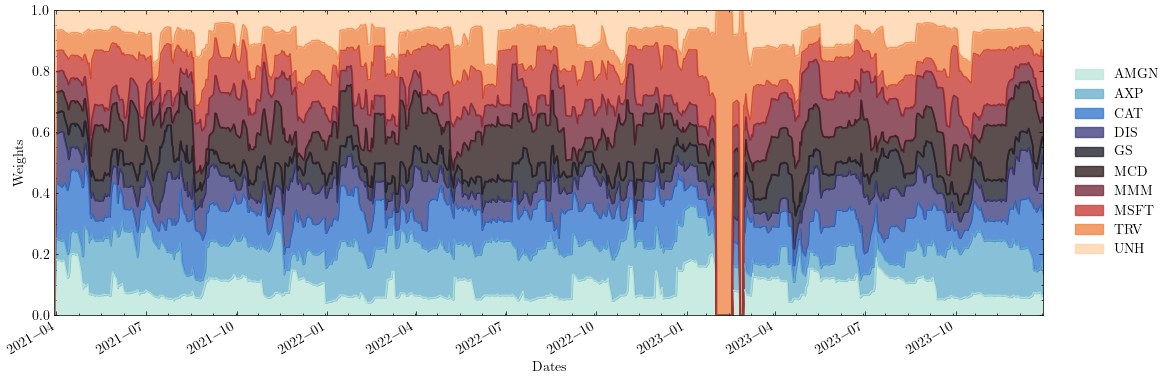 1.0
0.8
0.6
0.4
0.2
0.0
Weights
2021−04
2021−07
2021−10
2022−01
2022−04
2022−07
2022−10
2023−01
2023−04
2023−07
2023−10
Dates
AMGN
AXP
CAT
DIS
GS
MCD
MMM
MSFT
TRV
UNH